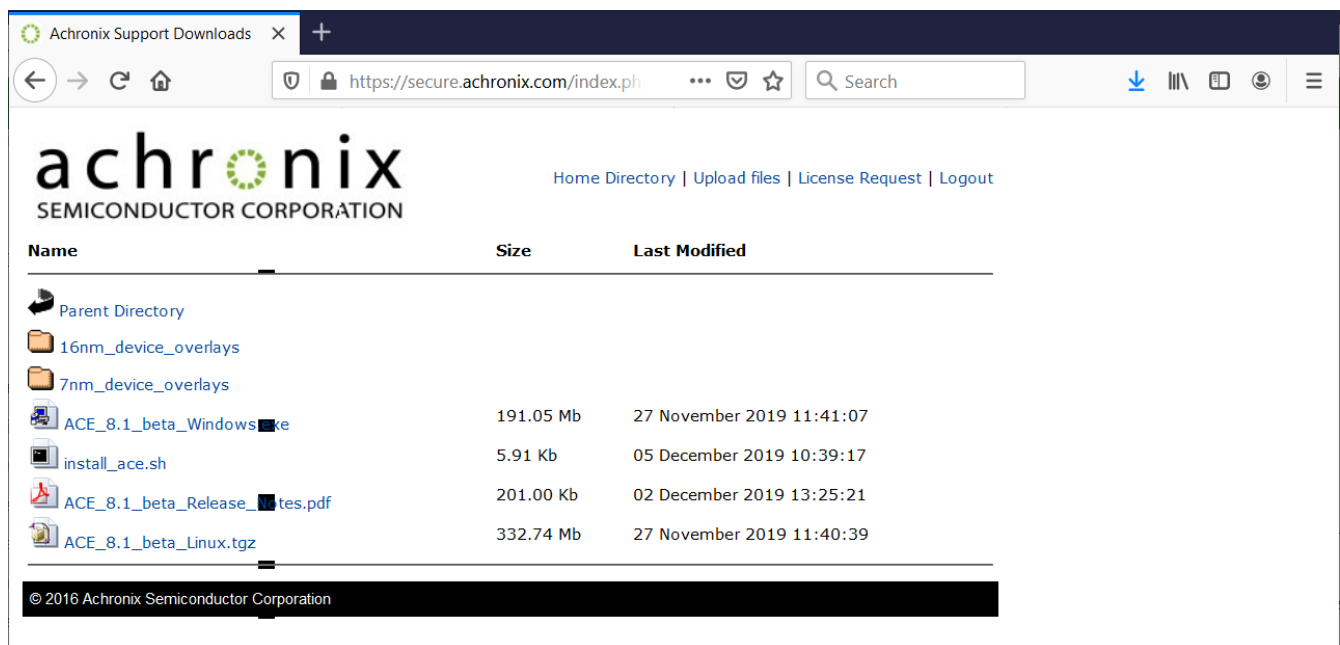 Achronix Support Downloads
https://secure.achronix.com/index.ph
Search
achronix
SEMICONDUCTOR CORPORATION
Home Directory | Upload files | License Request | Logout
Name Size Last Modified
Parent Directory
16nm_device_overlays
7nm_device_overlays
ACE_8.1_beta_Windows.exe 191.05 Mb 27 November 2019 11:41:07
install_ace.sh 5.91 Kb 05 December 2019 10:39:17
ACE_8.1_beta_Release_Notes.pdf 201.00 Kb 02 December 2019 13:25:21
ACE_8.1_beta_Linux.tgz 332.74 Mb 27 November 2019 11:40:39
© 2016 Achronix Semiconductor Corporation